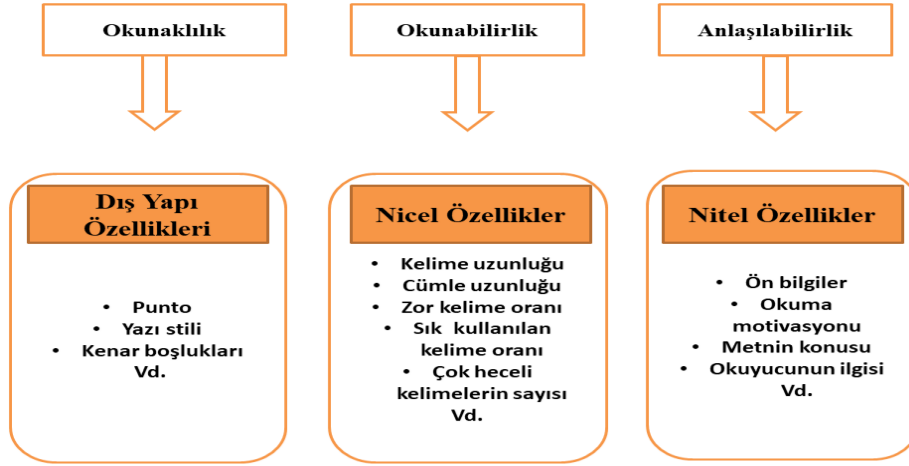 Okunaklılık
Dış Yapı
Özellikleri
• Punto
• Yazı stili
• Kenar boşlukları
Vd.
Okunabilirlik
Nicel Özellikler
• Kelime uzunluğu
• Cümle uzunluğu
• Zor kelime oranı
• Sık kullanılan
kelime oranı
• Çok heceli
kelimelerin sayısı
Vd.
Anlaşılabilirlik
Nitel Özellikler
• Ön bilgiler
• Okuma
motivasyonu
• Metnin konusu
• Okuyucunun ilgisi
Vd.